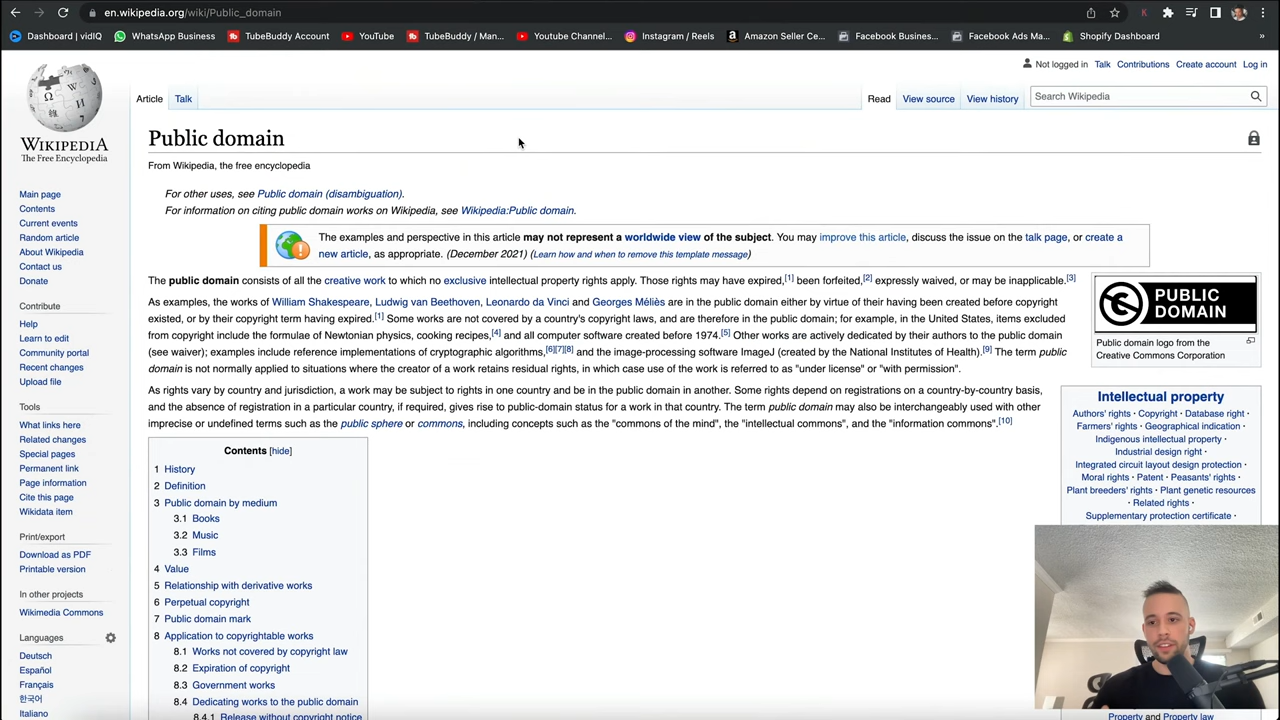 en.wikipedia.org/wiki/Public_domain
Dashboard | vidIQ WhatsApp Business TubeBuddy Account YouTube TubeBuddy / Man... Youtube Channel... Instagram / Reels Amazon Seller Ce... Facebook Busines... Facebook Ads Ma... Shopify Dashboard »
Not logged in Talk Contributions Create account Log in
Article Talk Read View source View history Search Wikipedia
WIKIPEDIA
The Free Encyclopedia
Main page
Contents
Current events
Random article
About Wikipedia
Contact us
Donate
Contribute
Help
Learn to edit
Community portal
Recent changes
Upload file
Tools
What links here
Related changes
Special pages
Permanent link
Page information
Cite this page
Wikidata item
Print/export
Download as PDF
Printable version
In other projects
Wikimedia Commons
Languages
Deutsch
Español
Français
한국어
Italiano
Public domain
From Wikipedia, the free encyclopedia
For other uses, see Public domain (disambiguation).
For information on citing public domain works on Wikipedia, see Wikipedia:Public domain.
The examples and perspective in this article may not represent a worldwide view of the subject. You may improve this article, discuss the issue on the talk page, or create a
new article, as appropriate. (December 2021) (Learn how and when to remove this template message)
The public domain consists of all the creative work to which no exclusive intellectual property rights apply. Those rights may have expired,[1] been forfeited,[2] expressly waived, or may be inapplicable.[3]
As examples, the works of William Shakespeare, Ludwig van Beethoven, Leonardo da Vinci and Georges Méliès are in the public domain either by virtue of their having been created before copyright
existed, or by their copyright term having expired.[1] Some works are not covered by a country's copyright laws, and are therefore in the public domain; for example, in the United States, items excluded
from copyright include the formulae of Newtonian physics, cooking recipes,[4] and all computer software created before 1974.[5] Other works are actively dedicated by their authors to the public domain
(see waiver); examples include reference implementations of cryptographic algorithms,[6][7][8] and the image-processing software ImageJ (created by the National Institutes of Health).[9] The term public
domain is not normally applied to situations where the creator of a work retains residual rights, in which case use of the work is referred to as "under license" or "with permission".
As rights vary by country and jurisdiction, a work may be subject to rights in one country and be in the public domain in another. Some rights depend on registrations on a country-by-country basis,
and the absence of registration in a particular country, if required, gives rise to public-domain status for a work in that country. The term public domain may also be interchangeably used with other
imprecise or undefined terms such as the public sphere or commons, including concepts such as the "commons of the mind", the "intellectual commons", and the "information commons".[10]
Contents [hide]
1 History
2 Definition
3 Public domain by medium
3.1 Books
3.2 Music
3.3 Films
4 Value
5 Relationship with derivative works
6 Perpetual copyright
7 Public domain mark
8 Application to copyrightable works
8.1 Works not covered by copyright law
8.2 Expiration of copyright
8.3 Government works
8.4 Dedicating works to the public domain
8.4.1 Release without copyright notice
PUBLIC
DOMAIN
Public domain logo from the
Creative Commons Corporation
Intellectual property
Authors' rights · Copyright · Database right ·
Farmers' rights · Geographical indication ·
Indigenous intellectual property ·
Industrial design right ·
Integrated circuit layout design protection ·
Moral rights · Patent · Peasants' rights ·
Plant breeders' rights · Plant genetic resources
· Related rights ·
Supplementary protection certificate ·
Property and Property law